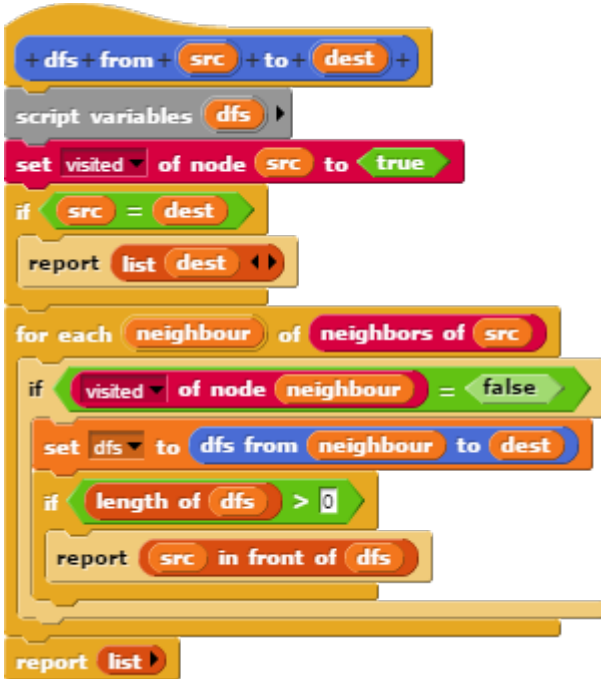 + dfs + from + src + to + dest +
script variables dfs
set visited of node src to true
if src = dest
report list dest
for each neighbour of neighbors of src
if visited of node neighbour = false
set dfs to dfs from neighbour to dest
if length of dfs > 0
report src in front of dfs
report list